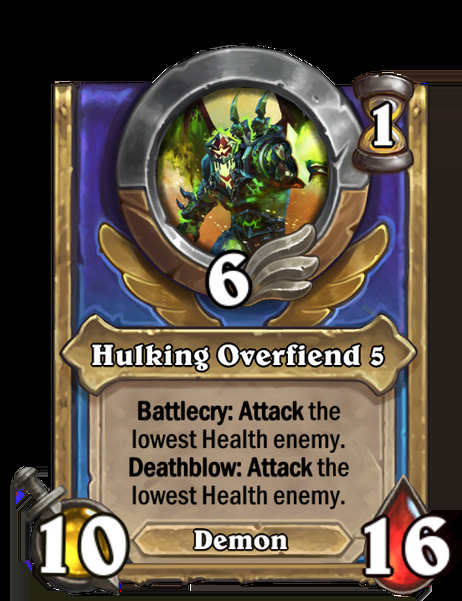 1
6
Hulking Overfiend 5
Battlecry: Attack the
lowest Health enemy.
Deathblow: Attack the
lowest Health enemy.
10
Demon
16